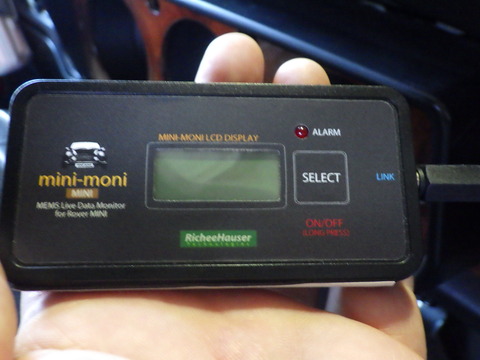 MINI-MONI LCD DISPLAY
ALARM
mini-moni
MINI
MEMS Live Data Monitor
for Rover MINI
SELECT
LINK
ON/OFF
(LONG PRESS)
RicheeHauser
TECHNOLOGIES